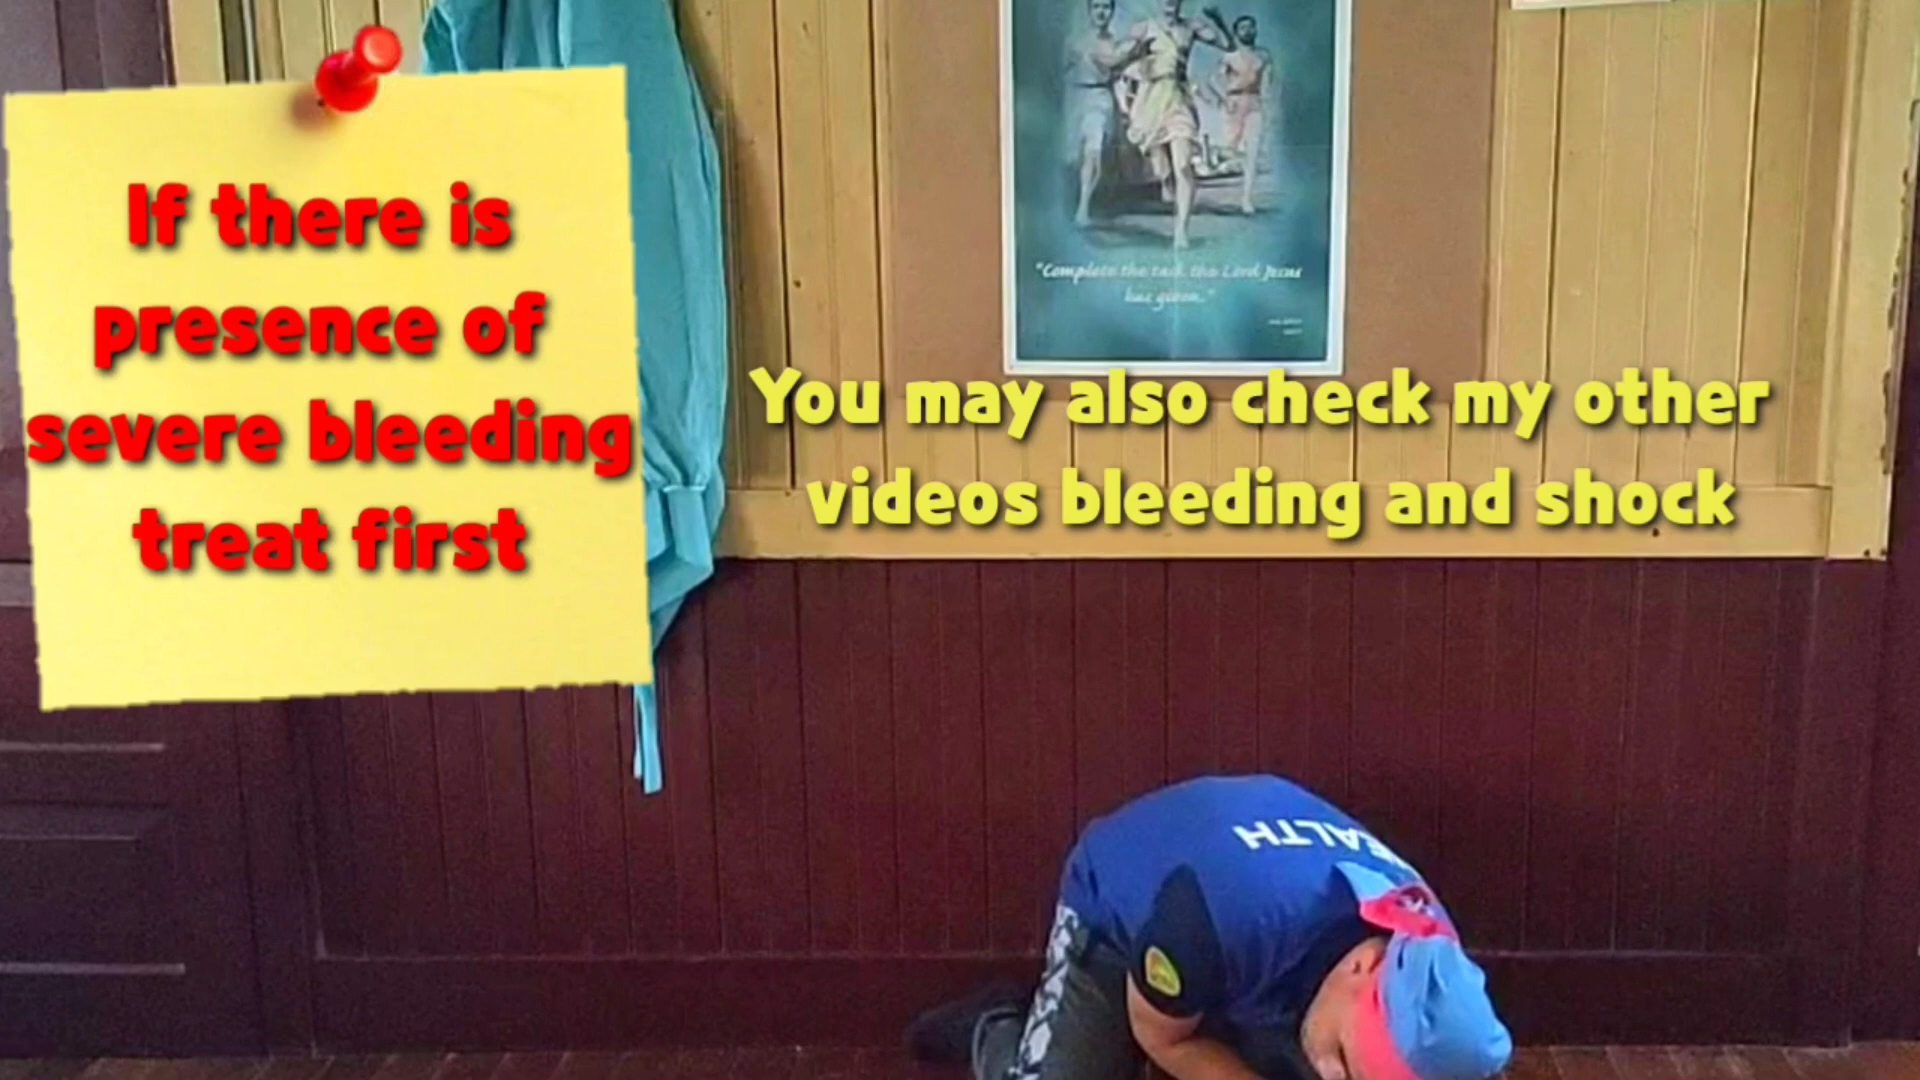 If there is
presence of
severe bleeding
treat first
"Complete the task the Lord Jesus
has given."
You may also check my other
videos bleeding and shock
EALTH